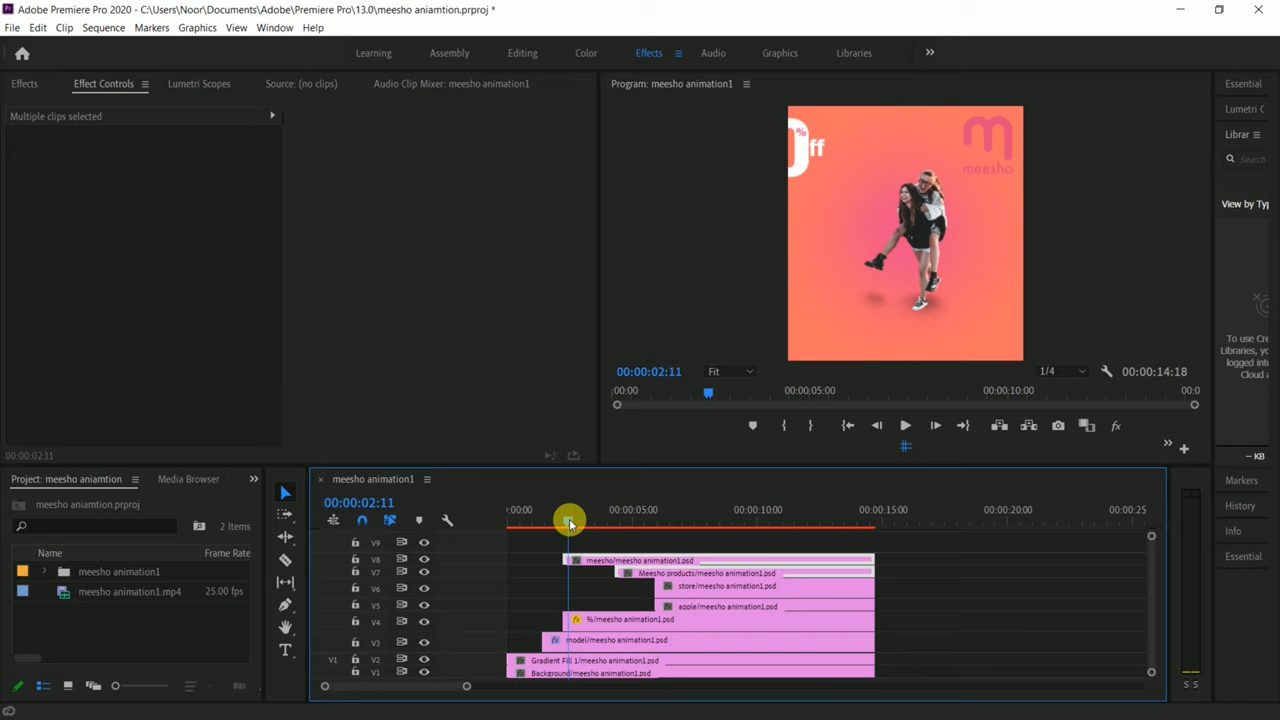 Adobe Premiere Pro 2020 - C:\Users\Noor\Documents\Adobe\Premiere Pro\13.0\meesho aniamtion.prproj *
File Edit Clip Sequence Markers Graphics View Window Help
Learning Assembly Editing Color Effects Audio Graphics Libraries
Effects Effect Controls Lumetri Scopes Source: (no clips) Audio Clip Mixer: meesho animation1
Multiple clips selected
00:00:02:11
Program: meesho animation1
0% ff
m
meesho
00:00:02:11 Fit 1/4 00:00:14:18
:00:00 00:00:05:00 00:00:10:00 00:0
Essential
Lumetri C
Librar
Search
View by Typ
To use Cre
Libraries, yo
logged into
Cloud a
-- KB
Markers
History
Info
Essential
Project: meesho aniamtion Media Browser
meesho aniamtion.prproj
2 Items
Name Frame Rate
meesho animation1
meesho animation1.mp4 25.00 fps
meesho animation1
00:00:02:11
:00:00 00:00:05:00 00:00:10:00 00:00:15:00 00:00:20:00 00:00:25
V9
V8 meesho/meesho animation1.psd
V7 Meesho products/meesho animation1.psd
V6 store/meesho animation1.psd
V5 apple/meesho animation1.psd
V4 %/meesho animation1.psd
V3 model/meesho animation1.psd
V1 V2 Gradient Fill 1/meesho animation1.psd
V1 Background/meesho animation1.psd
S S